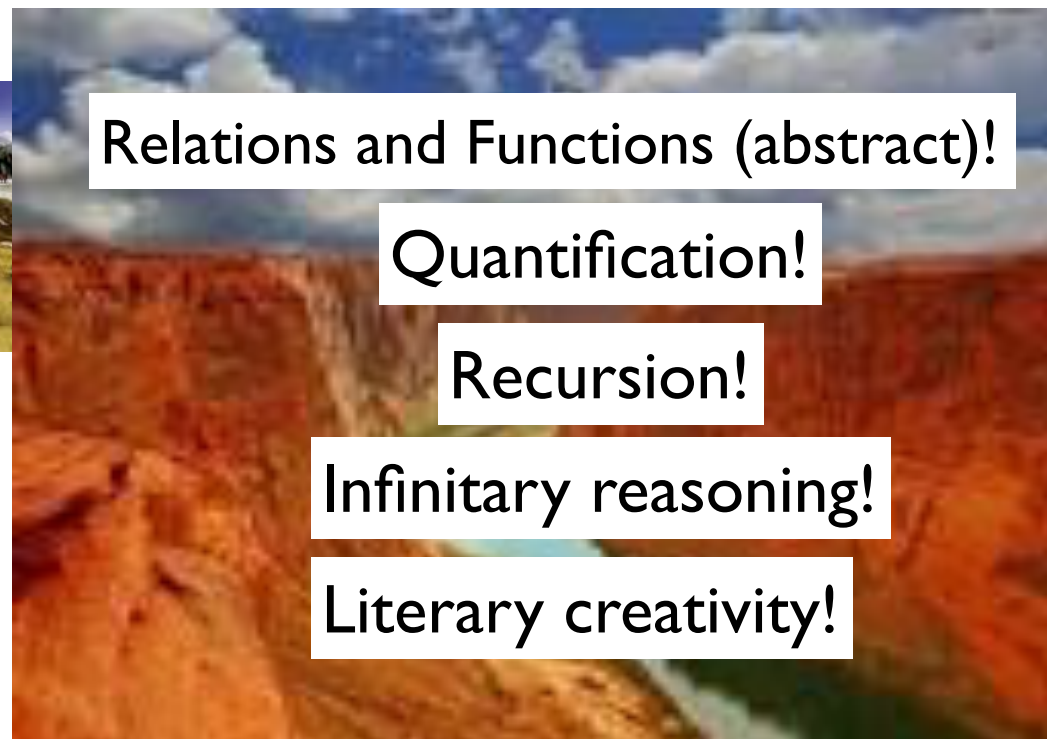 Relations and Functions (abstract)!
Quantification!
Recursion!
Infinitary reasoning!
Literary creativity!